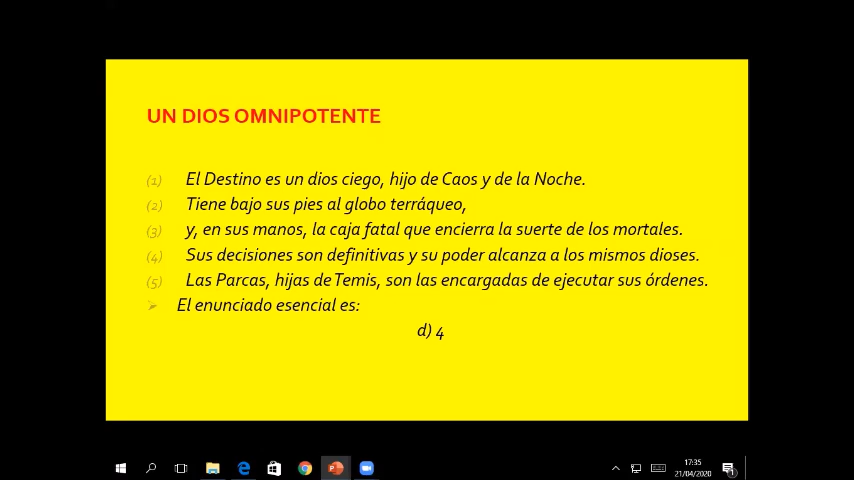 UN DIOS OMNIPOTENTE
(1) El Destino es un dios ciego, hijo de Caos y de la Noche.
(2) Tiene bajo sus pies al globo terráqueo,
(3) y, en sus manos, la caja fatal que encierra la suerte de los mortales.
(4) Sus decisiones son definitivas y su poder alcanza a los mismos dioses.
(5) Las Parcas, hijas de Temis, son las encargadas de ejecutar sus órdenes.
➢ El enunciado esencial es:
d) 4
17:35
21/04/2020